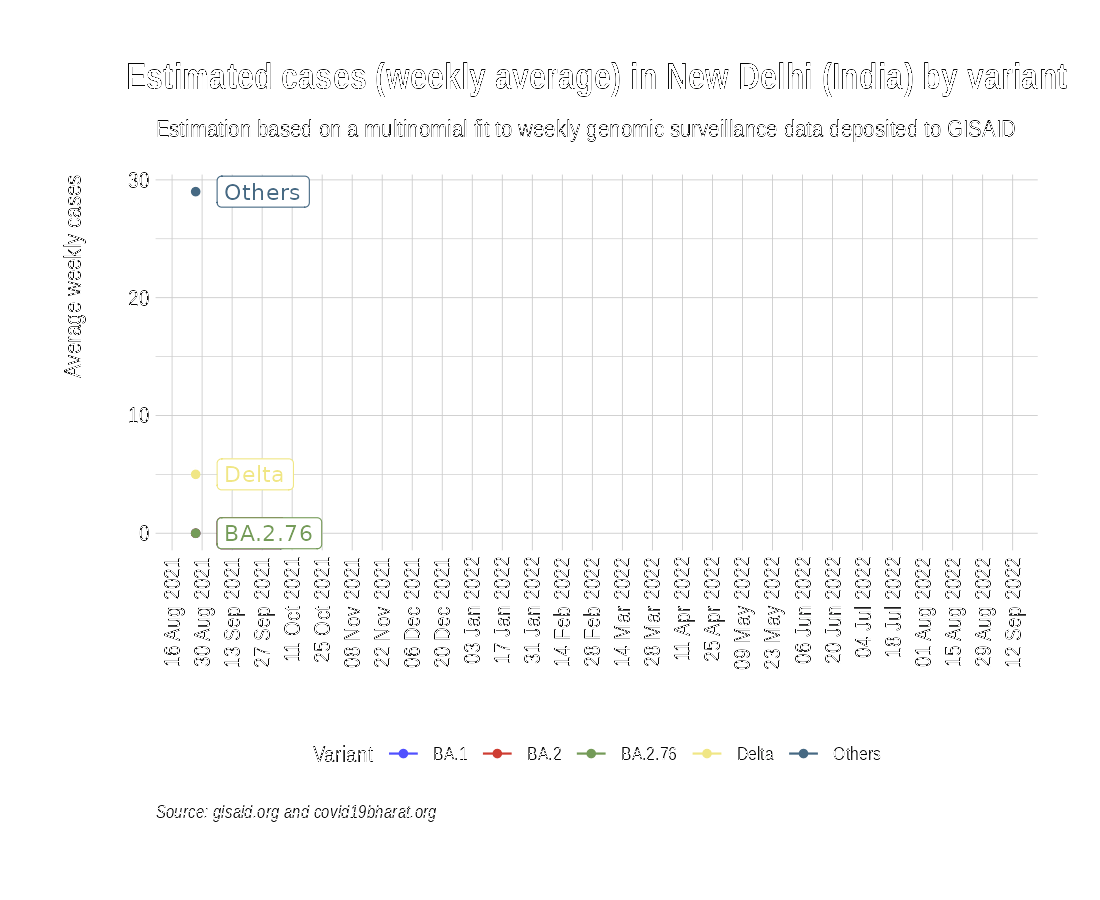 Estimated cases (weekly average) in New Delhi (India) by variant
Estimation based on a multinomial fit to weekly genomic surveillance data deposited to GISAID
Average weekly cases
30
20
10
0
Others
Delta
BA.2.76
16 Aug 2021
30 Aug 2021
13 Sep 2021
27 Sep 2021
11 Oct 2021
25 Oct 2021
08 Nov 2021
22 Nov 2021
06 Dec 2021
20 Dec 2021
03 Jan 2022
17 Jan 2022
31 Jan 2022
14 Feb 2022
28 Feb 2022
14 Mar 2022
28 Mar 2022
11 Apr 2022
25 Apr 2022
09 May 2022
23 May 2022
06 Jun 2022
20 Jun 2022
04 Jul 2022
18 Jul 2022
01 Aug 2022
15 Aug 2022
29 Aug 2022
12 Sep 2022
Variant BA.1 BA.2 BA.2.76 Delta Others
Source: gisaid.org and covid19bharat.org